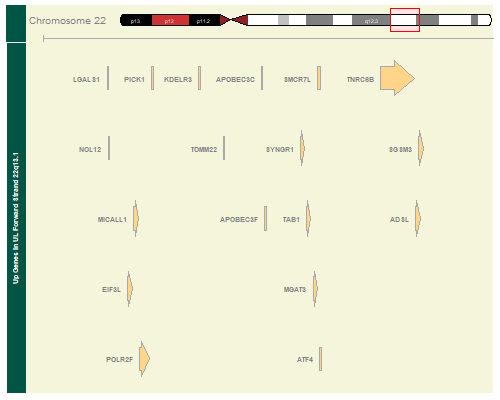 Chromosome 22
p13 p12 p11.2 q12.2
Up Genes in UL Forward Strand 22q13.1
LGALS1 PICK1 KDELR3 APOBEC3C SMCR7L TNRC6B
NOL12 TOMM22 SYNGR1 SGSM3
MICALL1 APOBEC3F TAB1 ADSL
EIF3L MGAT3
POLR2F ATF4